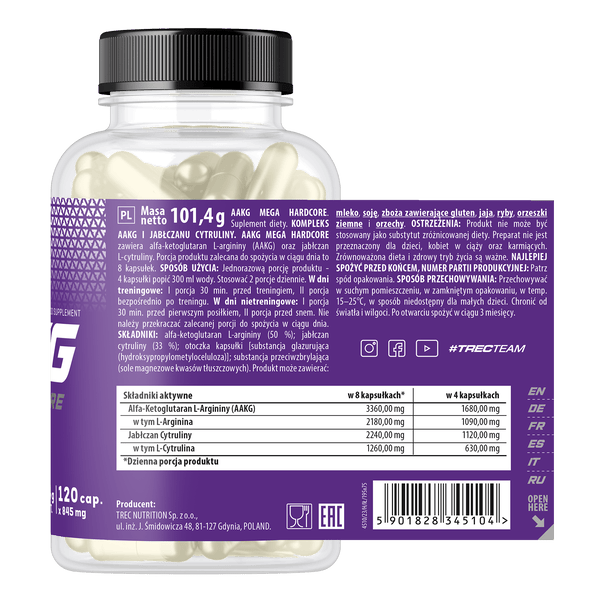 SUPPLEMENT
G
RE
120 cap.
x 845 mg
PL Masa netto 101,4 g AAKG MEGA HARDCORE.
Suplement diety. KOMPLEKS
AAKG I JABŁCZANU CYTRULINY. AAKG MEGA HARDCORE
zawiera alfa-ketoglutaran L-argininy (AAKG) oraz jabłczan
L-cytruliny. Porcja produktu zalecana do spożycia w ciągu dnia to
8 kapsułek. SPOSÓB UŻYCIA: Jednorazową porcję produktu -
4 kapsułki popić 300 ml wody. Stosować 2 porcje dziennie. W dni
treningowe: I porcja 30 min. przed treningiem, II porcja
bezpośrednio po treningu. W dni nietreningowe: I porcja
30 min. przed pierwszym posiłkiem, II porcja przed snem. Nie
należy przekraczać zalecanej porcji do spożycia w ciągu dnia.
SKŁADNIKI: alfa-ketoglutaran L-argininy (50 %); jabłczan
cytruliny (33 %); otoczka kapsułki [substancja glazurująca
(hydroksypropylometyloceluloza)]; substancja przeciwzbrylająca
(sole magnezowe kwasów tłuszczowych). Produkt może zawierać:
mleko, soję, zboża zawierające gluten, jaja, ryby, orzeszki
ziemne i orzechy. OSTRZEŻENIA: Produkt nie może być
stosowany jako substytut zróżnicowanej diety. Preparat nie jest
przeznaczony dla dzieci, kobiet w ciąży oraz karmiących.
Zrównoważona dieta i zdrowy tryb życia są ważne. NAJLEPIEJ
SPOŻYĆ PRZED KOŃCEM, NUMER PARTII PRODUKCYJNEJ: Patrz
spód opakowania. SPOSÓB PRZECHOWYWANIA: Przechowywać
w suchym pomieszczeniu, w zamkniętym opakowaniu, w temp.
15–25°C, w sposób niedostępny dla małych dzieci. Chronić od
światła i wilgoci. Po otwarciu spożyć w ciągu 3 miesięcy.
#TRECTEAM
Składniki aktywne w 8 kapsułkach* w 4 kapsułkach
Alfa-Ketoglutaran L-Argininy (AAKG) 3360,00 mg 1680,00 mg
w tym L-Arginina 2180,00 mg 1090,00 mg
Jabłczan Cytruliny 2240,00 mg 1120,00 mg
w tym L-Cytrulina 1260,00 mg 630,00 mg
*Dzienna porcja produktu
EN
DE
FR
ES
IT
RU
OPEN
HERE
Producent:
TREC NUTRITION Sp. z o.o.,
ul. inż. J. Śmidowicza 48, 81-127 Gdynia, POLAND.
EAC
5 901828 345104 >